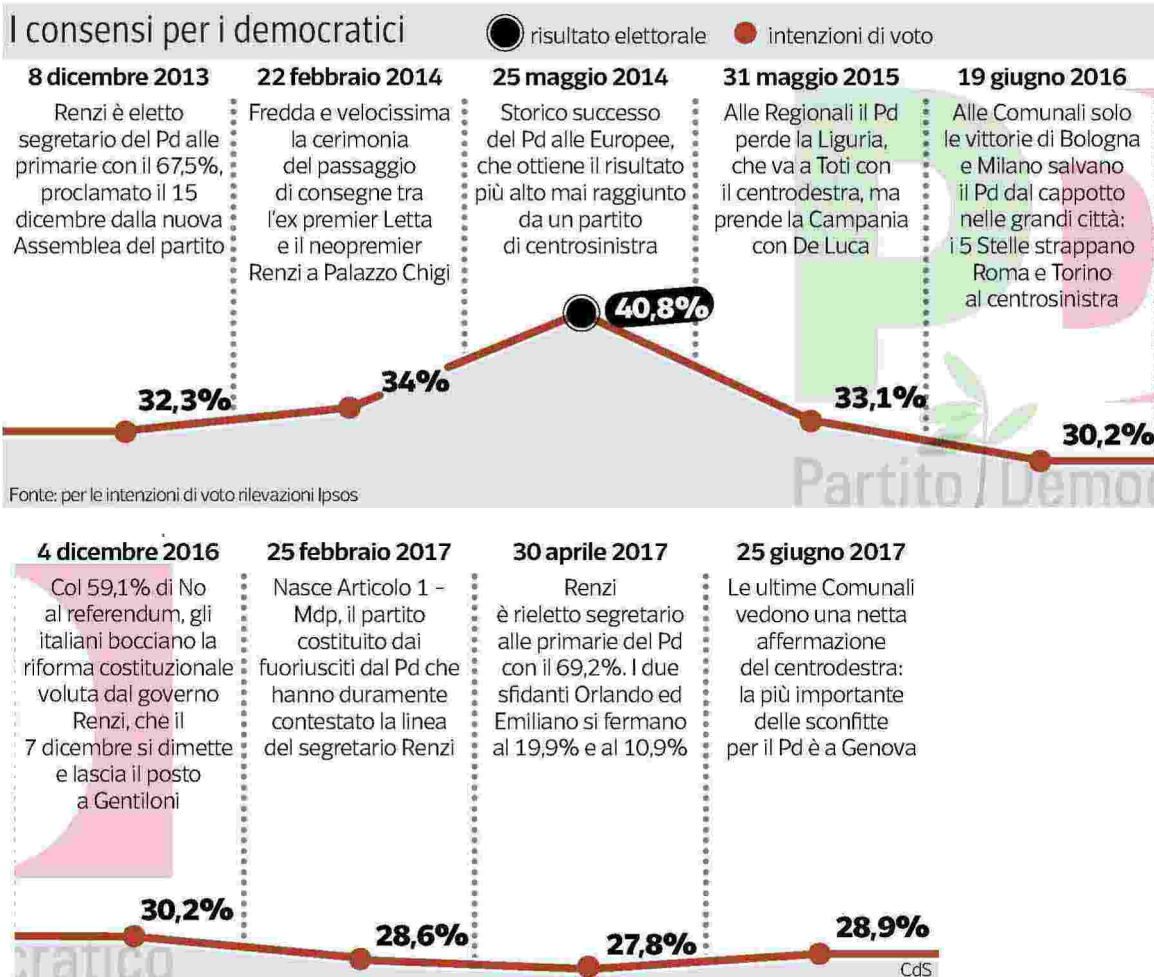 I consensi per i democratici
risultato elettorale
intenzioni di voto
8 dicembre 2013
Renzi è eletto
segretario del Pd alle
primarie con il 67,5%,
proclamato il 15
dicembre dalla nuova
Assemblea del partito
32,3%
22 febbraio 2014
Fredda e velocissima
la cerimonia
del passaggio
di consegne tra
l'ex premier Letta
e il neopremier
Renzi a Palazzo Chigi
34%
25 maggio 2014
Storico successo
del Pd alle Europee,
che ottiene il risultato
più alto mai raggiunto
da un partito
di centrosinistra
40,8%
31 maggio 2015
Alle Regionali il Pd
perde la Liguria,
che va a Toti con
il centrodestra, ma
prende la Campania
con De Luca
33,1%
19 giugno 2016
Alle Comunali solo
le vittorie di Bologna
e Milano salvano
il Pd dal cappotto
nelle grandi città:
i 5 Stelle strappano
Roma e Torino
al centrosinistra
30,2%
Partito Democ
Fonte: per le intenzioni di voto rilevazioni Ipsos
4 dicembre 2016
Col 59,1% di No
al referendum, gli
italiani bocciano la
riforma costituzionale
voluta dal governo
Renzi, che il
7 dicembre si dimette
e lascia il posto
a Gentiloni
30,2%
25 febbraio 2017
Nasce Articolo 1 –
Mdp, il partito
costituito dai
fuoriusciti dal Pd che
hanno duramente
contestato la linea
del segretario Renzi
28,6%
30 aprile 2017
Renzi
è rieletto segretario
alle primarie del Pd
con il 69,2%. I due
sfidanti Orlando ed
Emiliano si fermano
al 19,9% e al 10,9%
27,8%
25 giugno 2017
Le ultime Comunali
vedono una netta
affermazione
del centrodestra:
la più importante
delle sconfitte
per il Pd è a Genova
28,9%
cratico
CdS